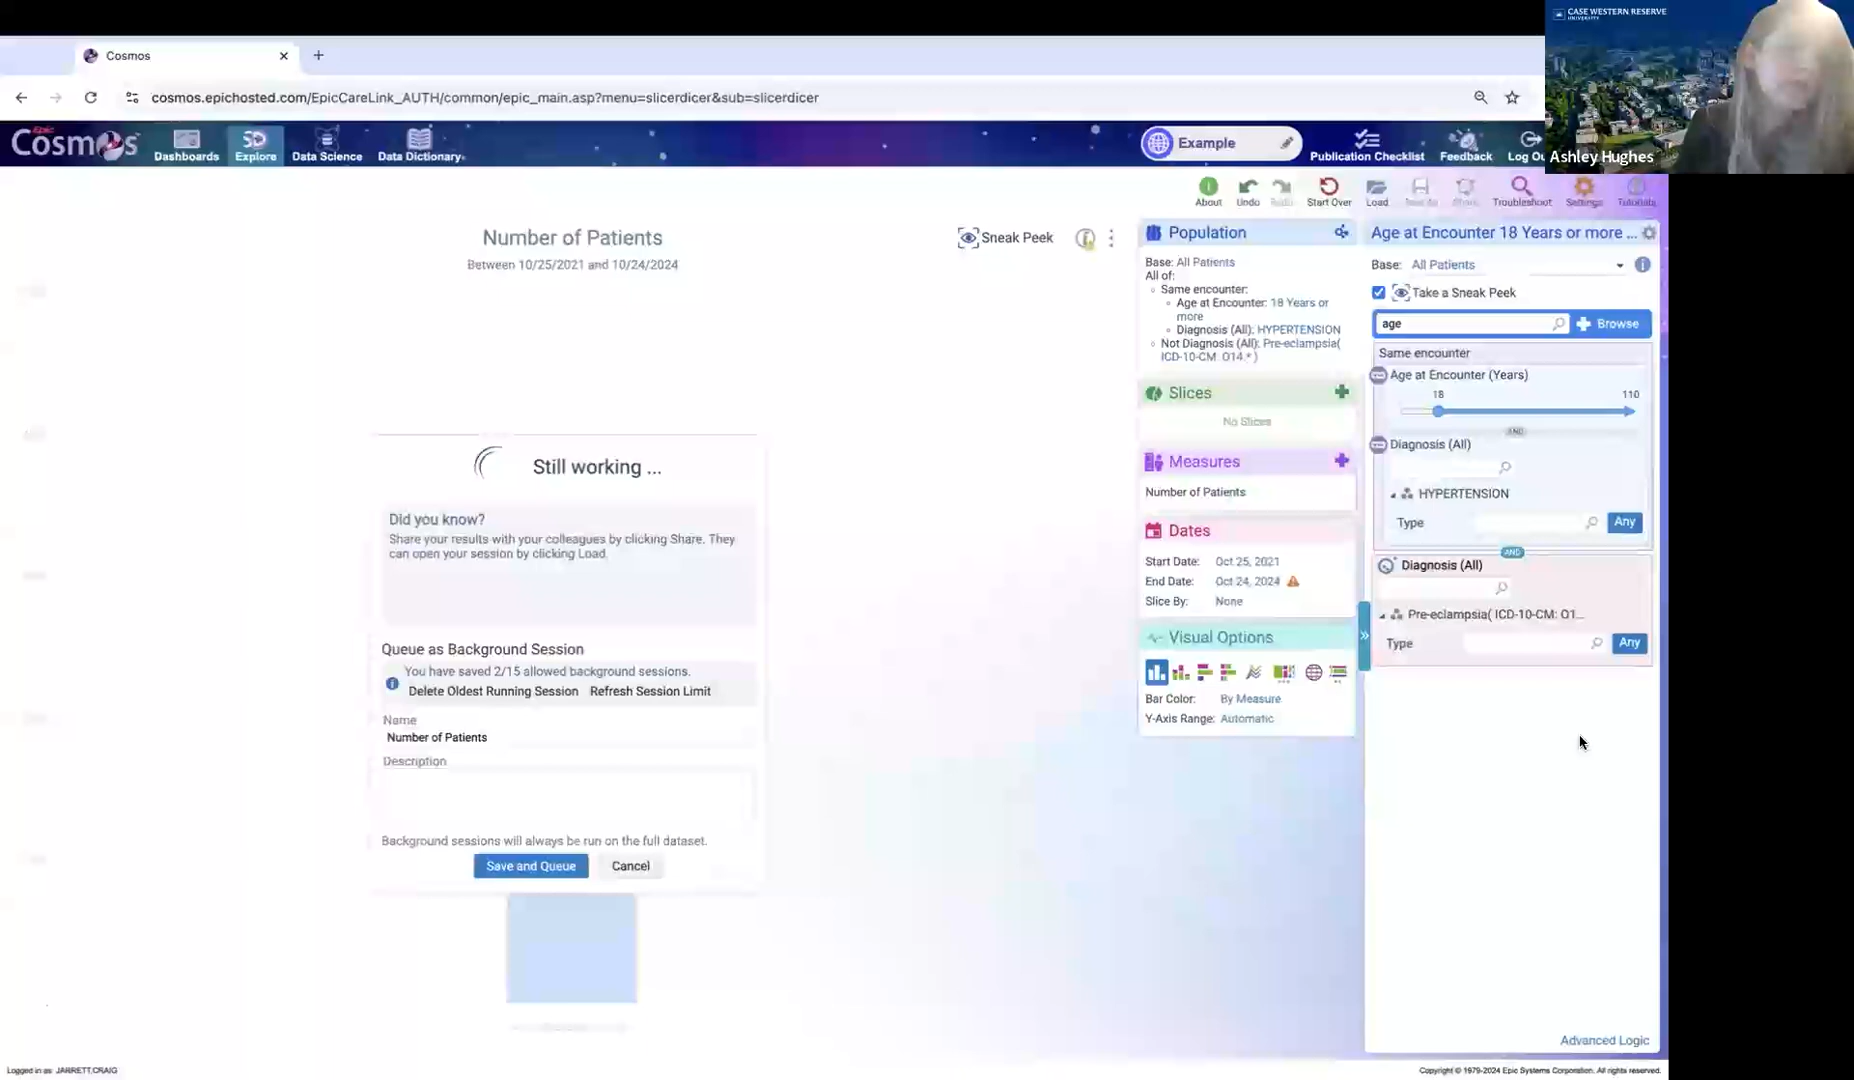 CASE WESTERN RESERVE
UNIVERSITY
Ashley Hughes
Cosmos
cosmos.epichosted.com/EpicCareLink_AUTH/common/epic_main.asp?menu=slicerdicer&sub=slicerdicer
Epic
Cosmos
Dashboards
SD
Explore
Data Science
Data Dictionary
Example
Publication Checklist
Feedback
Log Ou
About
Undo
Redo
Start Over
Load
Save As
Share
Troubleshoot
Settings
Tutorials
Number of Patients
Between 10/25/2021 and 10/24/2024
Sneak Peek
Still working ...
Did you know?
Share your results with your colleagues by clicking Share. They
can open your session by clicking Load.
Queue as Background Session
You have saved 2/15 allowed background sessions.
Delete Oldest Running Session Refresh Session Limit
Name
Number of Patients
Description
Background sessions will always be run on the full dataset.
Save and Queue
Cancel
Population
Base: All Patients
All of:
Same encounter:
Age at Encounter: 18 Years or
more
Diagnosis (All): HYPERTENSION
Not Diagnosis (All): Pre-eclampsia(
ICD-10-CM: O14.* )
Slices
No Slices
Measures
Number of Patients
Dates
Start Date: Oct 25, 2021
End Date: Oct 24, 2024
Slice By: None
Visual Options
Bar Color: By Measure
Y-Axis Range: Automatic
Age at Encounter 18 Years or more ...
Base: All Patients
Take a Sneak Peek
age
Browse
Same encounter
Age at Encounter (Years)
18 110
AND
Diagnosis (All)
HYPERTENSION
Type Any
AND
Diagnosis (All)
Pre-eclampsia( ICD-10-CM: O1...
Type Any
Advanced Logic
Logged in as: JARRETT,CRAIG
Copyright © 1979-2024 Epic Systems Corporation. All rights reserved.